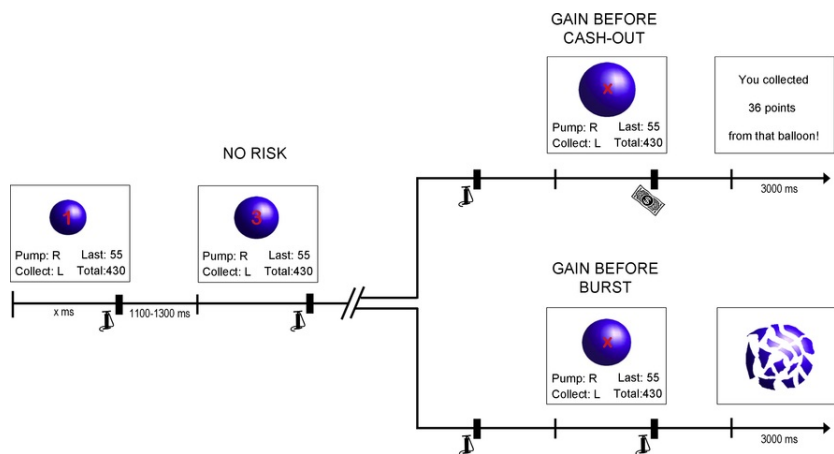 GAIN BEFORE
CASH-OUT
x
Pump: R Last: 55
Collect: L Total:430
You collected
36 points
from that balloon!
3000 ms
NO RISK
1
Pump: R Last: 55
Collect: L Total:430
3
Pump: R Last: 55
Collect: L Total:430
x ms
1100-1300 ms
$
GAIN BEFORE
BURST
x
Pump: R Last: 55
Collect: L Total:430
3000 ms